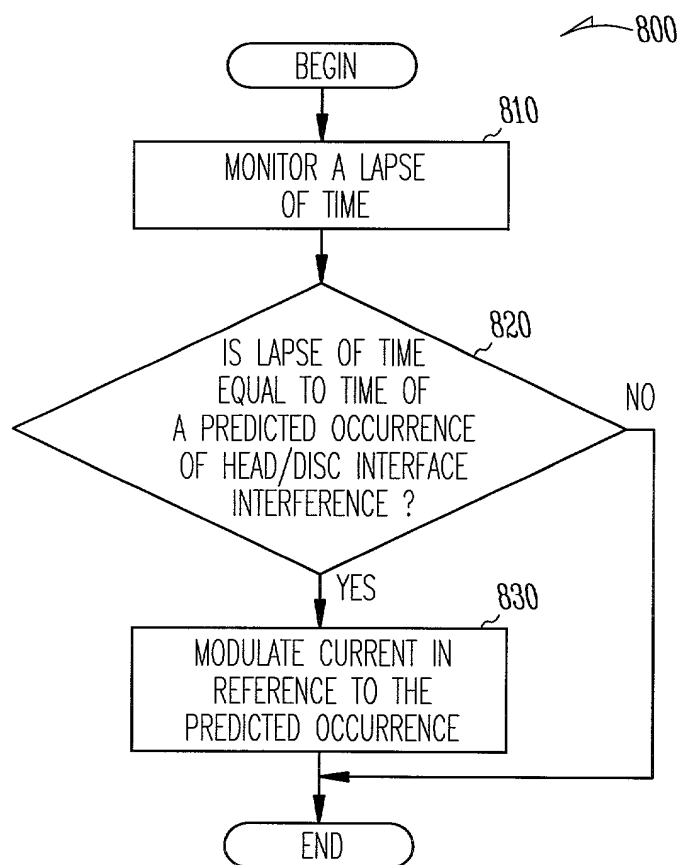 800
BEGIN
810
MONITOR A LAPSE
OF TIME
820
IS LAPSE OF TIME
EQUAL TO TIME OF
A PREDICTED OCCURRENCE
OF HEAD/DISC INTERFACE
INTERFERENCE ?
NO
YES
830
MODULATE CURRENT IN
REFERENCE TO THE
PREDICTED OCCURRENCE
END